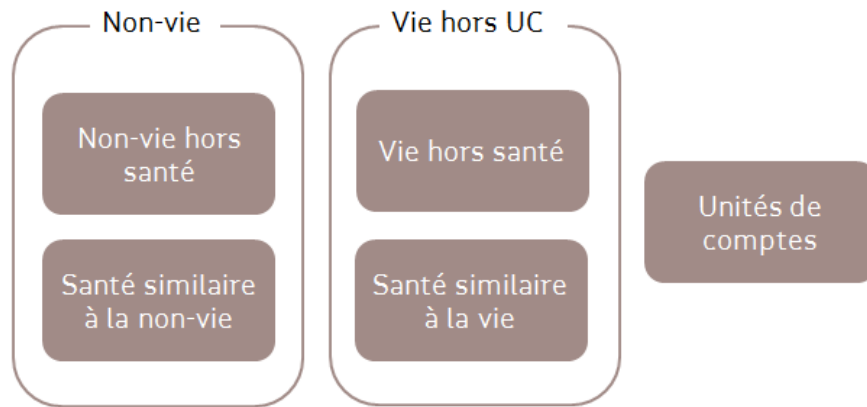 Non-vie
Non-vie hors
santé
Santé similaire
à la non-vie
Vie hors UC
Vie hors santé
Santé similaire
à la vie
Unités de
comptes